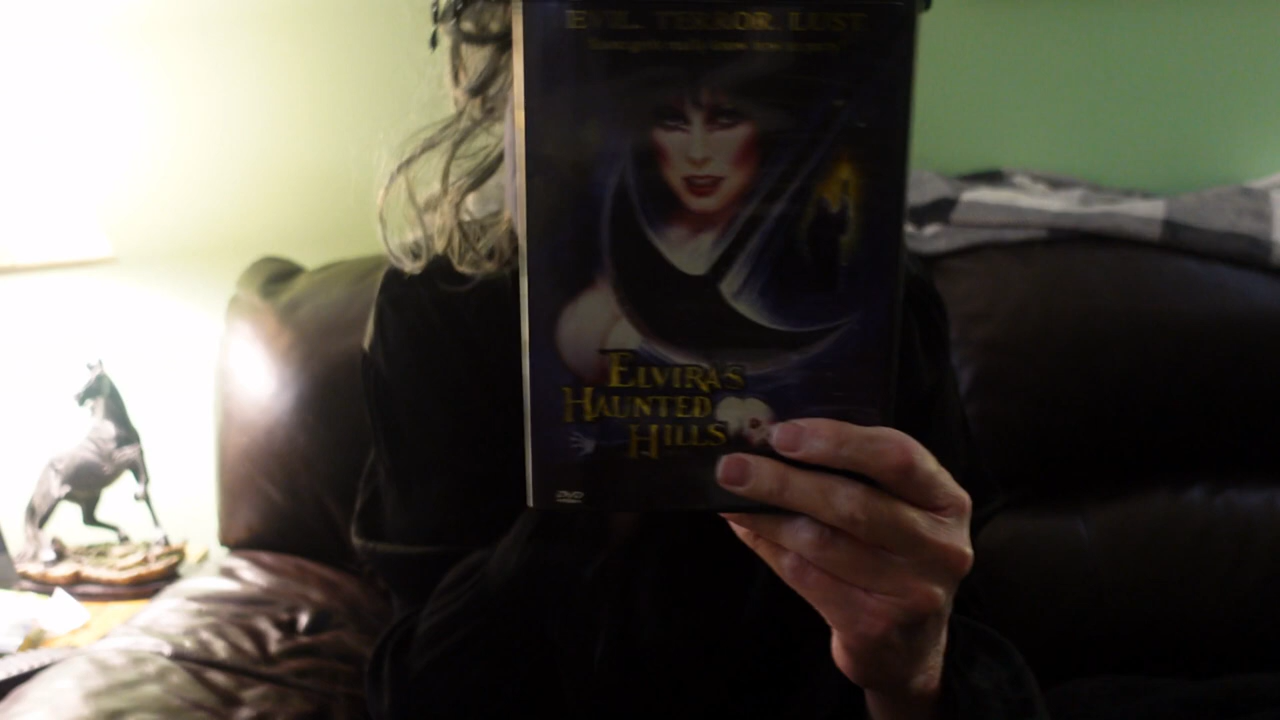 EVIL. TERROR. LUST.
ELVIRA'S
HAUNTED
HILLS
DVD